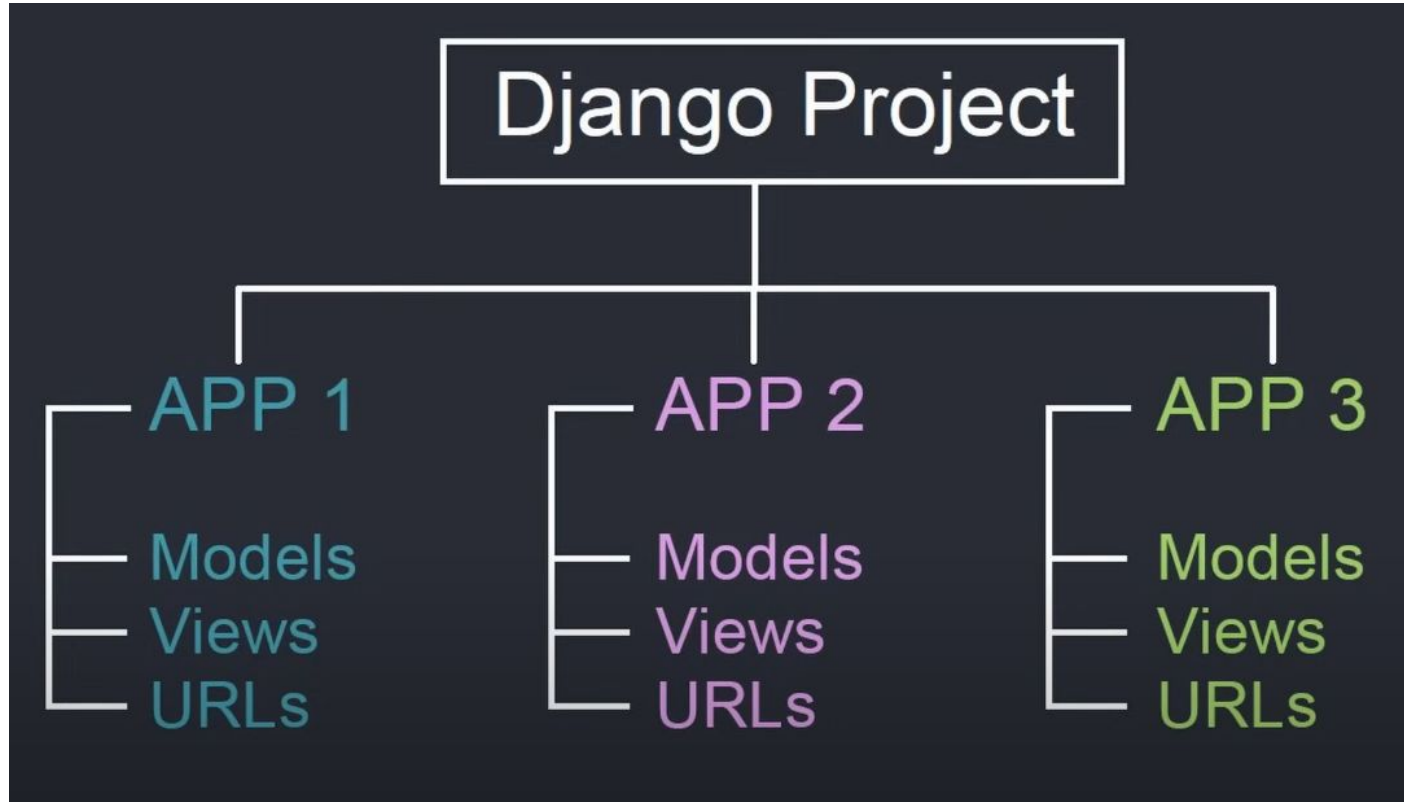 Django Project
APP 1
Models
Views
URLs
APP 2
Models
Views
URLs
APP 3
Models
Views
URLs